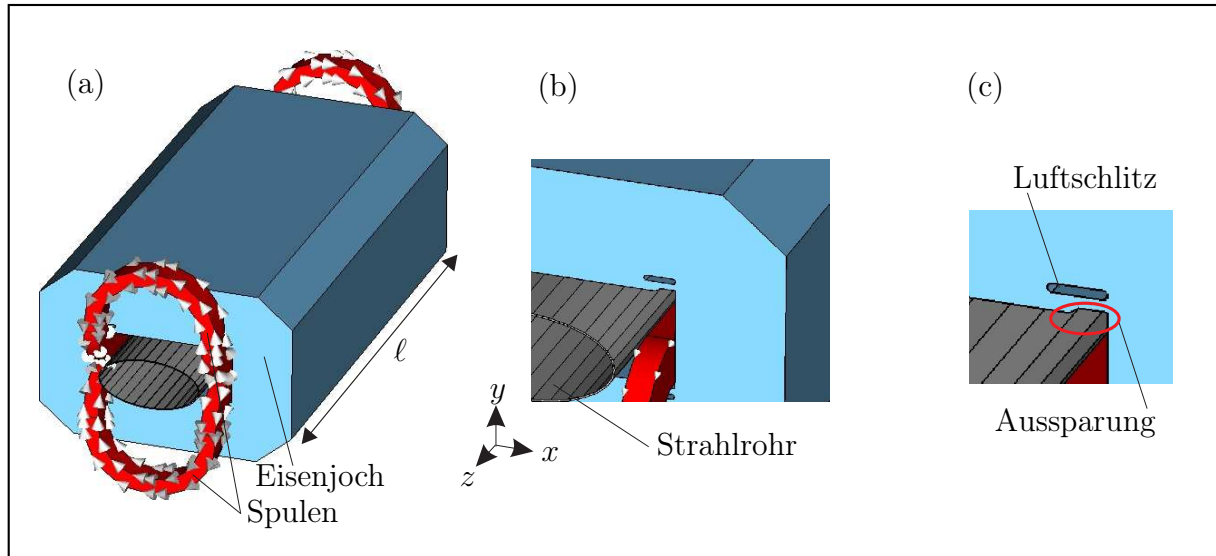 (a)
(b)
(c)
Luftschlitz
ℓ
y
x
z
Strahlrohr
Aussparung
Eisenjoch
Spulen